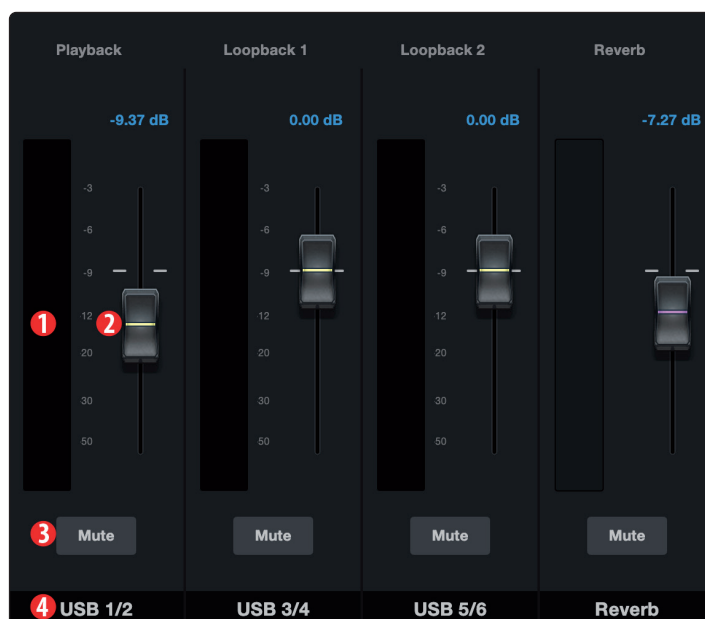 Playback Loopback 1 Loopback 2 Reverb
-9.37 dB 0.00 dB 0.00 dB -7.27 dB
-3 -3 -3
-6 -6 -6
-9 -9 -9
1 12 2 12 12
20 20 20
30 30 30
50 50 50
3 Mute Mute Mute Mute
4 USB 1/2 USB 3/4 USB 5/6 Reverb